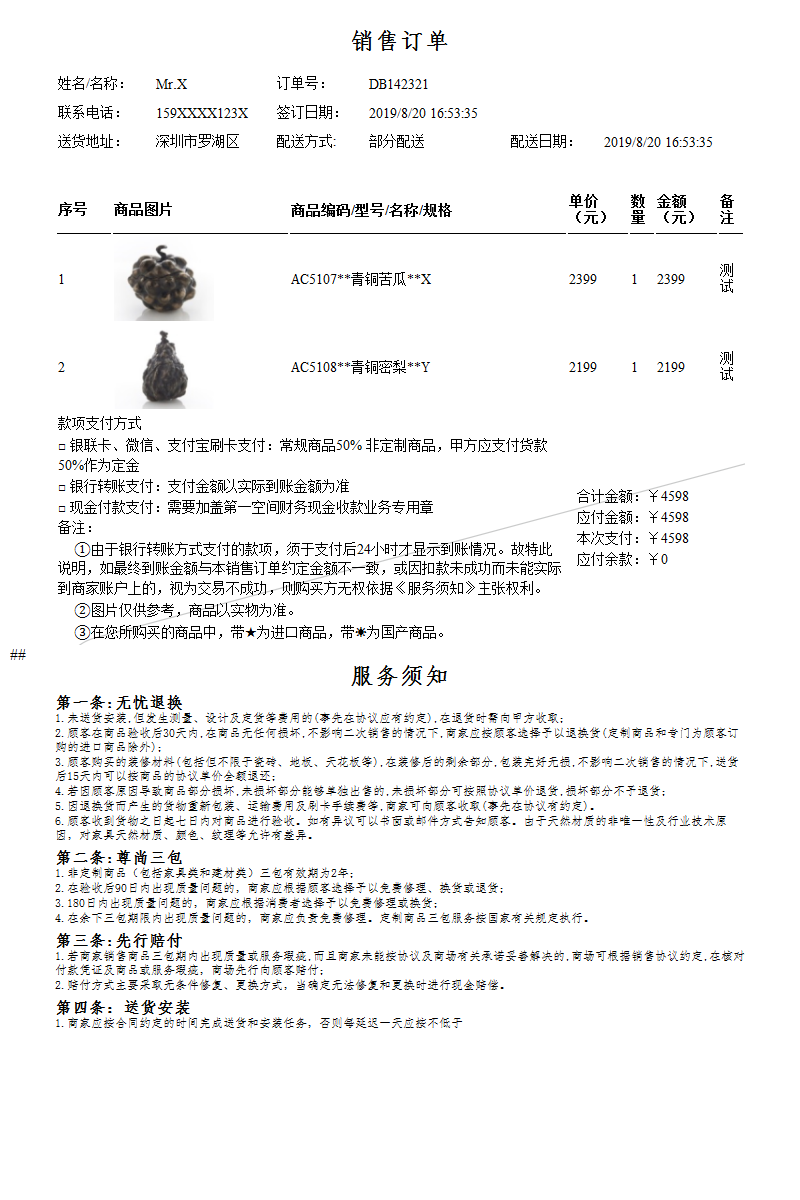 销售订单
姓名/名称： Mr.X 订单号： DB142321
联系电话： 159XXXX123X 签订日期： 2019/8/20 16:53:35
送货地址： 深圳市罗湖区 配送方式: 部分配送 配送日期： 2019/8/20 16:53:35
序号 商品图片 商品编码/型号/名称/规格 单价（元） 数量 金额（元） 备注
1 AC5107**青铜苦瓜**X 2399 1 2399 测试
2 AC5108**青铜密梨**Y 2199 1 2199 测试
款项支付方式
□ 银联卡、微信、支付宝刷卡支付：常规商品50% 非定制商品，甲方应支付货款
50%作为定金
□ 银行转账支付：支付金额以实际到账金额为准
□ 现金付款支付：需要加盖第一空间财务现金收款业务专用章
备注：
①由于银行转账方式支付的款项，须于支付后24小时才显示到账情况。故特此
说明，如最终到账金额与本销售订单约定金额不一致，或因扣款未成功而未能实际
到商家账户上的，视为交易不成功，则购买方无权依据《服务须知》主张权利。
②图片仅供参考，商品以实物为准。
③在您所购买的商品中，带★为进口商品，带✷为国产商品。
合计金额：￥4598
应付金额：￥4598
本次支付：￥4598
应付余款：￥0
##
服务须知
第一条:无忧退换
1.未送货安装,但发生测量、设计及定货等费用的(事先在协议应有约定),在退货时需向甲方收取;
2.顾客在商品验收后30天内,在商品无任何损坏,不影响二次销售的情况下,商家应按顾客选择予以退换货(定制商品和专门为顾客订
购的进口商品除外);
3.顾客购买的装修材料(包括但不限于瓷砖、地板、天花板等),在装修后的剩余部分,包装完好无损,不影响二次销售的情况下,送货
后15天内可以按商品的协议单价全额退还;
4.若因顾客原因导致商品部分损坏,未损坏部分能够单独出售的,未损坏部分可按照协议单价退货,损坏部分不予退货;
5.因退换货而产生的货物重新包装、运输费用及刷卡手续费等,商家可向顾客收取(事先在协议有约定)。
6.顾客收到货物之日起七日内对商品进行验收。如有异议可以书面或邮件方式告知顾客。由于天然材质的非唯一性及行业技术原
因，对家具天然材质、颜色、纹理等允许有差异。
第二条:尊尚三包
1.非定制商品（包括家具类和建材类）三包有效期为2年;
2.在验收后90日内出现质量问题的，商家应根据顾客选择予以免费修理、换货或退货;
3.180日内出现质量问题的，商家应根据消费者选择予以免费修理或换货;
4.在余下三包期限内出现质量问题的，商家应负责免费修理。定制商品三包服务按国家有关规定执行。
第三条:先行赔付
1.若商家销售商品三包期内出现质量或服务瑕疵,而且商家未能按协议及商场有关承诺妥善解决的,商场可根据销售协议约定,在核对
付款凭证及商品或服务瑕疵，商场先行向顾客赔付;
2.赔付方式主要采取无条件修复、更换方式，当确定无法修复和更换时进行现金赔偿。
第四条：送货安装
1.商家应按合同约定的时间完成送货和安装任务，否则每延迟一天应按不低于